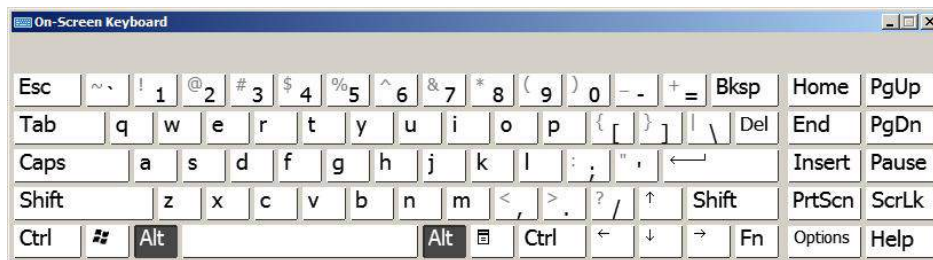 On-Screen Keyboard
Esc ~ ` ! 1 @ 2 # 3 $ 4 % 5 ^ 6 & 7 * 8 ( 9 ) 0 _ - + = Bksp Home PgUp
Tab q w e r t y u i o p { [ } ] | \ Del End PgDn
Caps a s d f g h j k l : ; " ' Insert Pause
Shift z x c v b n m < , > . ? / ↑ Shift PrtScn ScrLk
Ctrl Alt Alt Ctrl ← ↓ → Fn Options Help